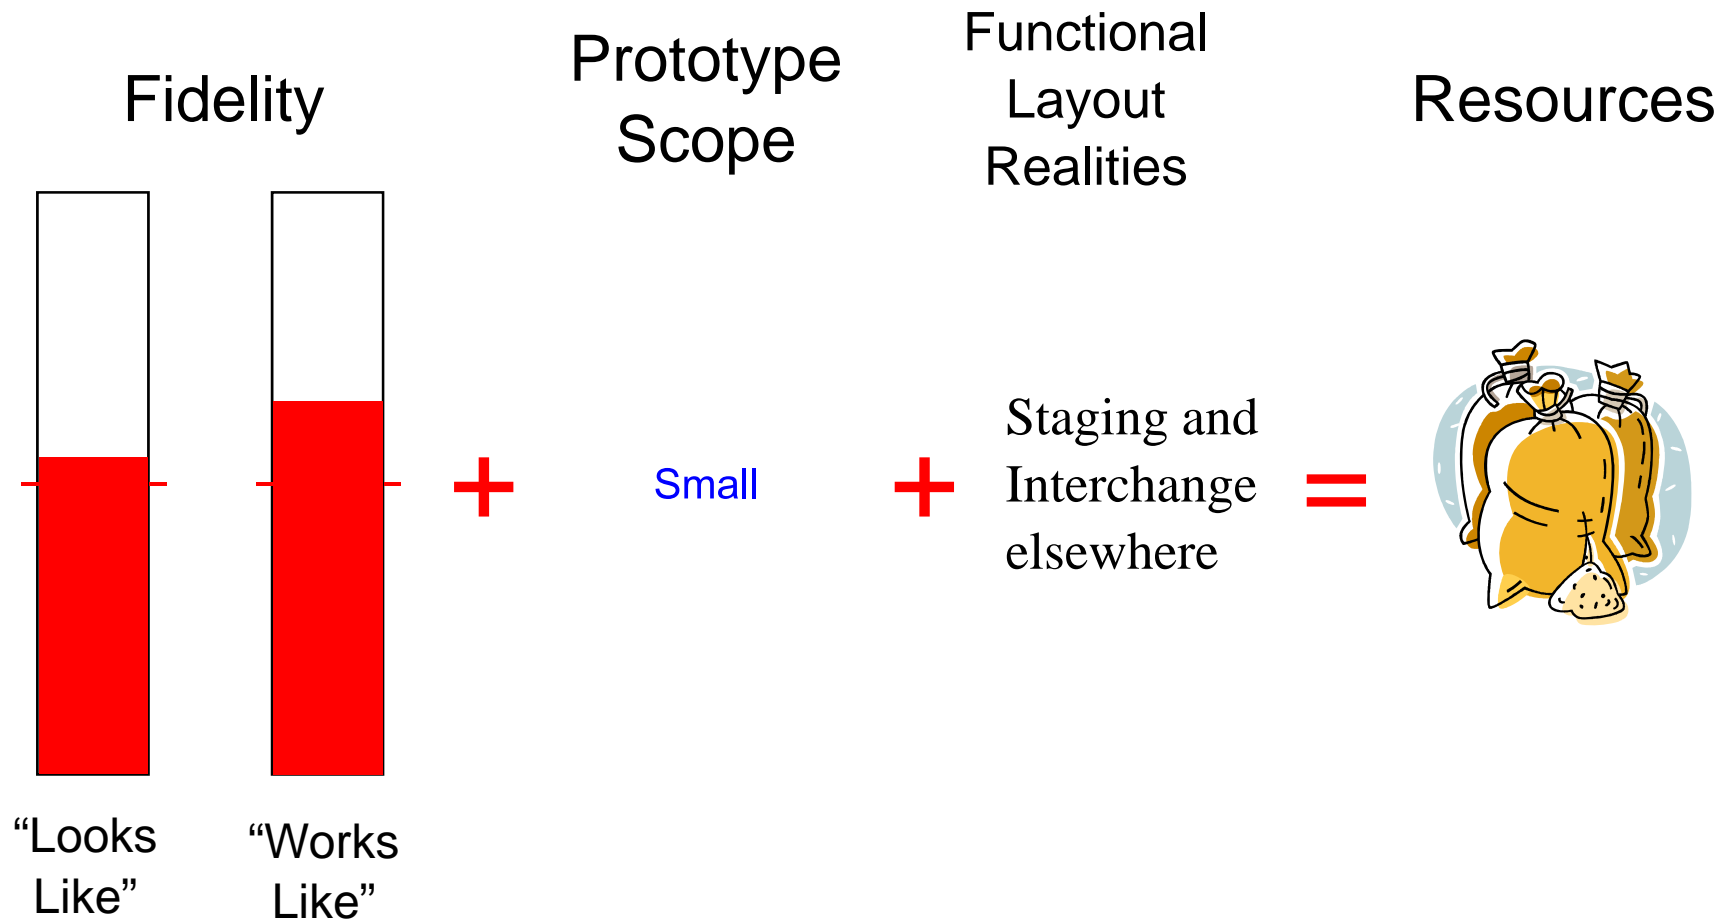 Fidelity
Prototype
Scope
Functional
Layout
Realities
Resources
+
Small
+
Staging and
Interchange
elsewhere
=
“Looks
Like”
“Works
Like”